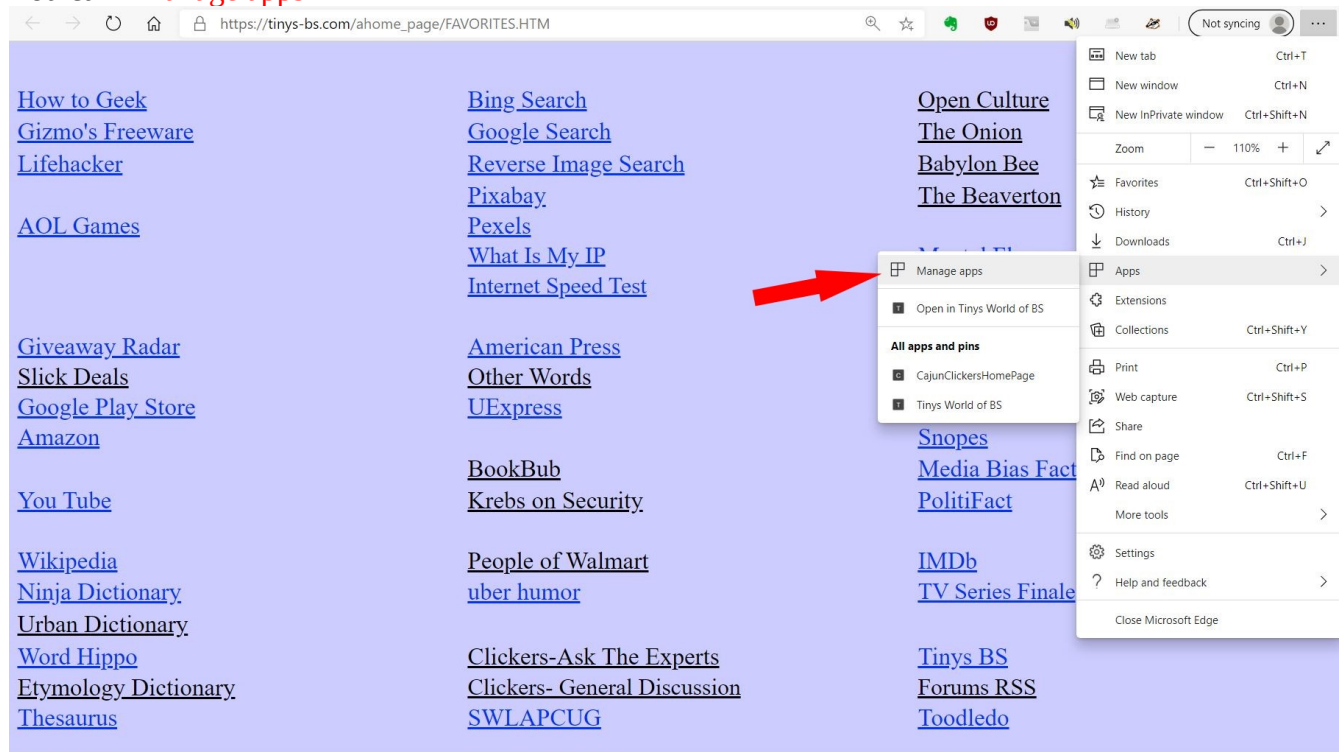 Manage apps
https://tinys-bs.com/ahome_page/FAVORITES.HTM
Not syncing
How to Geek
Gizmo's Freeware
Lifehacker
AOL Games
Giveaway Radar
Slick Deals
Google Play Store
Amazon
You Tube
Wikipedia
Ninja Dictionary
Urban Dictionary
Word Hippo
Etymology Dictionary
Thesaurus
Bing Search
Google Search
Reverse Image Search
Pixabay
Pexels
What Is My IP
Internet Speed Test
American Press
Other Words
UExpress
BookBub
Krebs on Security
People of Walmart
uber humor
Clickers-Ask The Experts
Clickers- General Discussion
SWLAPCUG
Open Culture
The Onion
Babylon Bee
The Beaverton
Snopes
Media Bias Fact
PolitiFact
IMDb
TV Series Finale
Tinys BS
Forums RSS
Toodledo
Manage apps
T Open in Tinys World of BS
All apps and pins
C CajunClickersHomePage
T Tinys World of BS
New tab Ctrl+T
New window Ctrl+N
New InPrivate window Ctrl+Shift+N
Zoom — 110% +
Favorites Ctrl+Shift+O
History
Downloads Ctrl+J
Apps
Extensions
Collections Ctrl+Shift+Y
Print Ctrl+P
Web capture Ctrl+Shift+S
Share
Find on page Ctrl+F
Read aloud Ctrl+Shift+U
More tools
Settings
? Help and feedback
Close Microsoft Edge